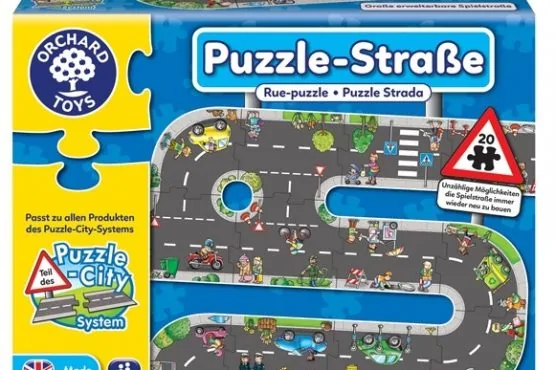 Große erweiterbare Spielstraße
ORCHARD
TOYS
Puzzle-Straße
Rue-puzzle • Puzzle Strada
20
Unzählige Möglichkeiten
die Spielstraße immer
wieder neu zu bauen
Passt zu allen Produkten
des Puzzle-City-Systems
Teil des
Puzzle
-City
System
Made